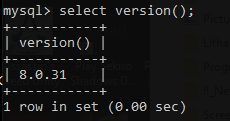 mysql> select version();
+-----------+
| version() |
+-----------+
| 8.0.31    |
+-----------+
1 row in set (0.00 sec)